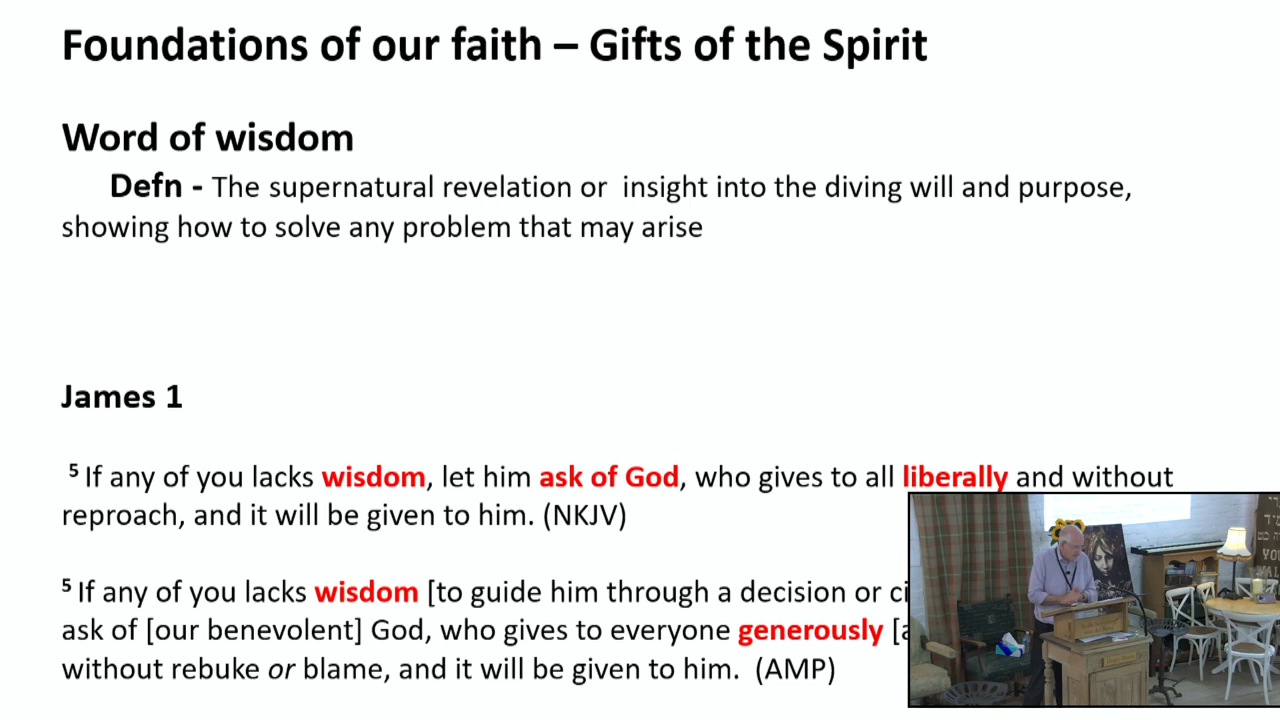 Foundations of our faith – Gifts of the Spirit
Word of wisdom
Defn - The supernatural revelation or insight into the diving will and purpose,
showing how to solve any problem that may arise
James 1
5 If any of you lacks wisdom, let him ask of God, who gives to all liberally and without
reproach, and it will be given to him. (NKJV)
5 If any of you lacks wisdom [to guide him through a decision or
ask of [our benevolent] God, who gives to everyone generously
without rebuke or blame, and it will be given to him. (AMP)